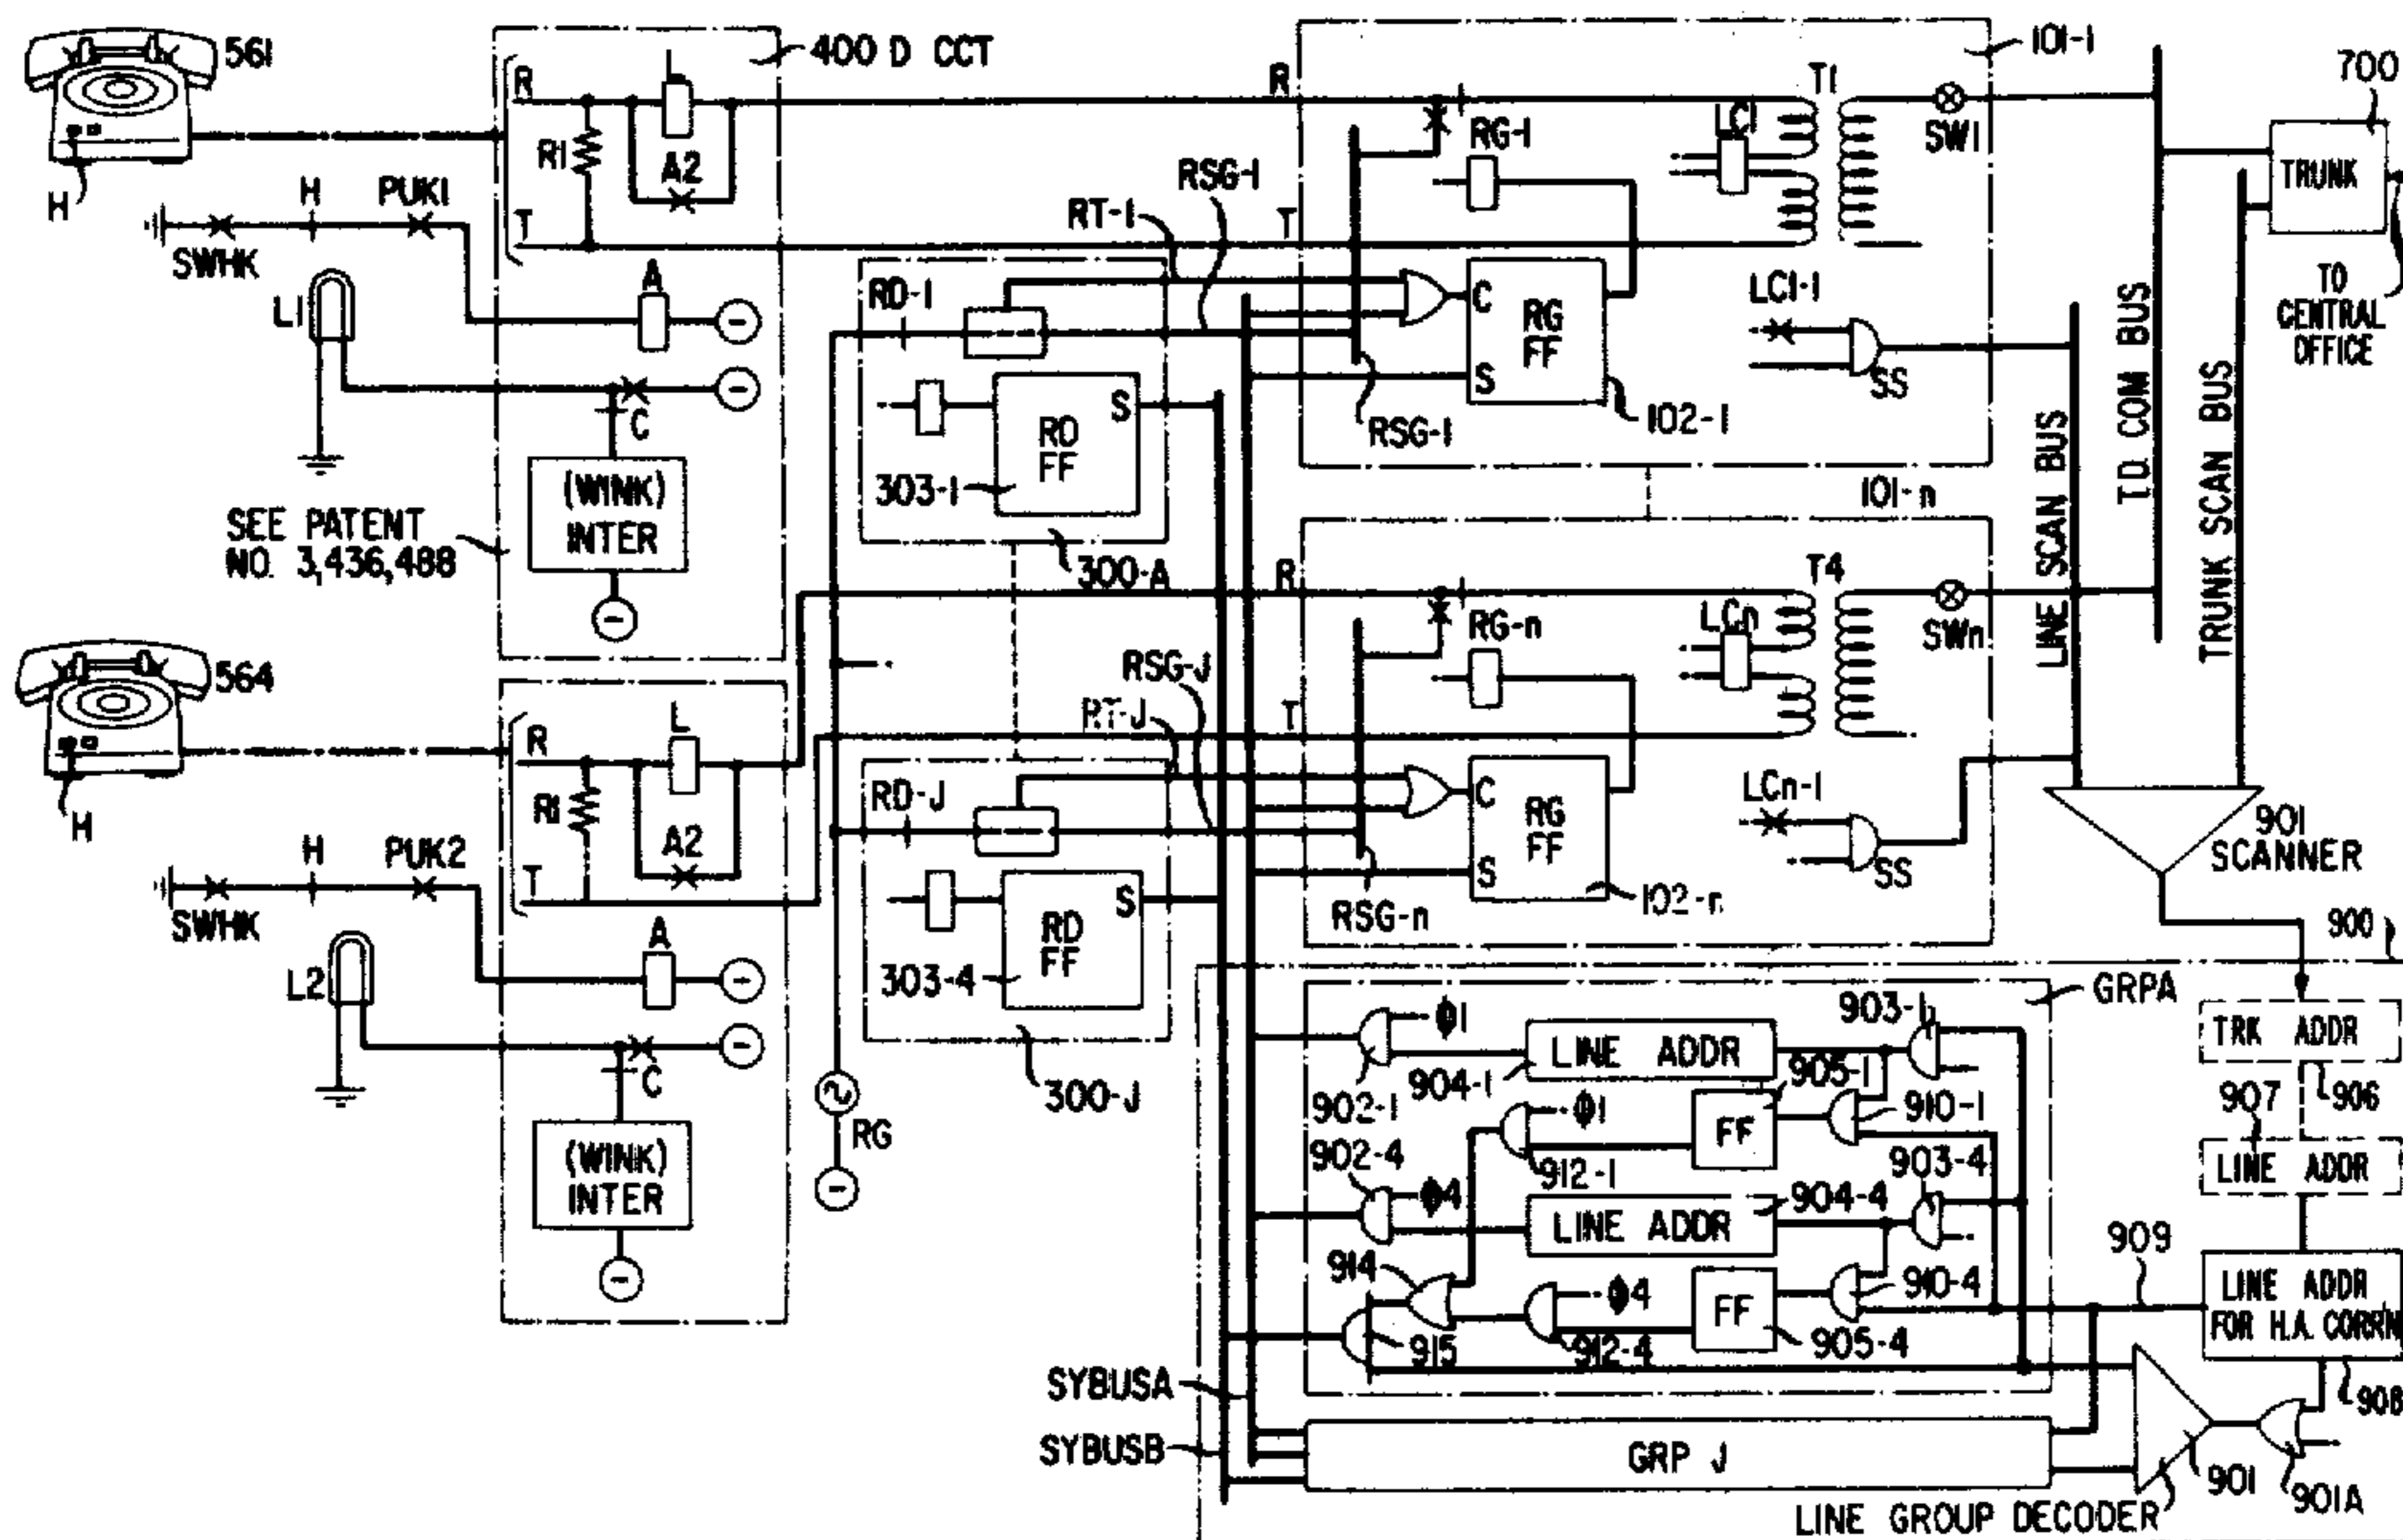 561
H
SWHK
H
PUK1
L1
400 D CCT
R
L
R1
A2
T
A
C
(WINK)
INTER
SEE PATENT
NO. 3,436,488
RD-1
RT-1
RSG-1
RD
FF
S
303-1
300-A
101-1
R
T
RG-1
LC1
T1
SW1
C
S
RG
FF
102-1
RSG-1
LC1-1
SS
LINE SCAN BUS
TD COM BUS
TRUNK SCAN BUS
700
TRUNK
TO
CENTRAL
OFFICE
564
H
SWHK
H
PUK2
L2
R
L
R1
A2
T
A
C
(WINK)
INTER
RD-J
RT-J
RSG-J
RD
FF
S
303-4
300-J
RG
101-n
R
T
RG-n
LCn
T4
SWn
C
S
RG
FF
102-n
RSG-n
LCn-1
SS
901
SCANNER
900
GRPA
Φ1
902-1
LINE ADDR
904-1
903-1
905-1
FF
910-1
Φ1
912-1
902-4
Φ4
LINE ADDR
904-4
903-4
914
Φ4
912-4
FF
905-4
910-4
915
SYBUSA
SYBUSB
GRP J
TRK ADDR
906
907
LINE ADDR
909
LINE ADDR
FOR H.A. CORRN
908
901
901A
LINE GROUP DECODER